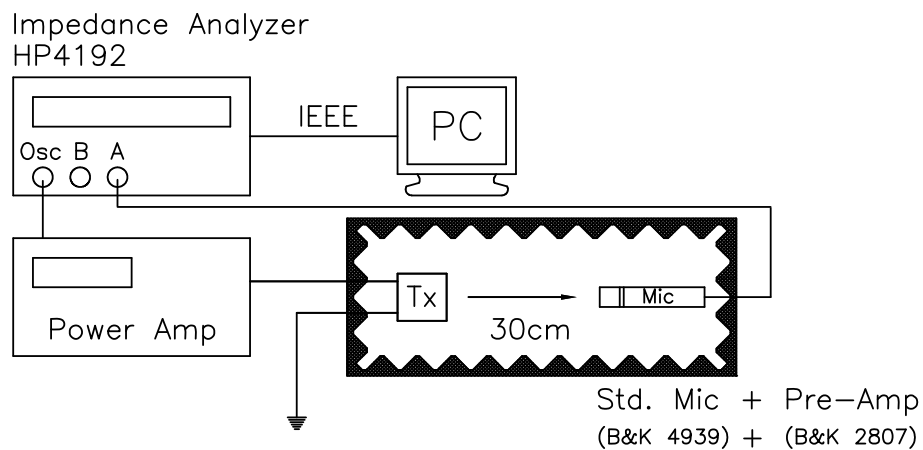 Impedance Analyzer
HP4192
IEEE
PC
Osc B A
Power Amp
Tx
Mic
30cm
Std. Mic + Pre-Amp
(B&K 4939) + (B&K 2807)